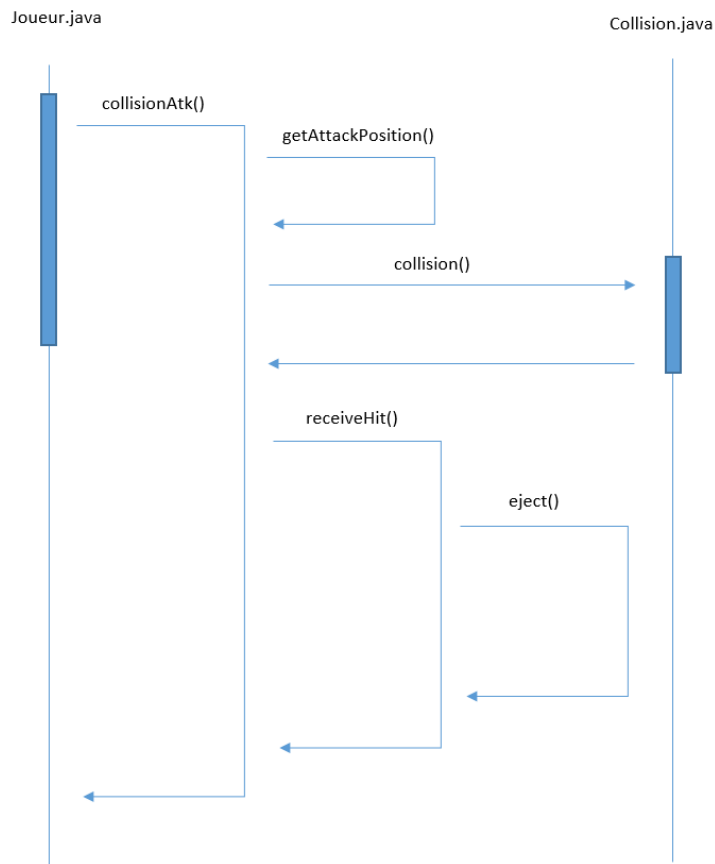 Joueur.java
Collision.java
collisionAtk()
getAttackPosition()
collision()
receiveHit()
eject()